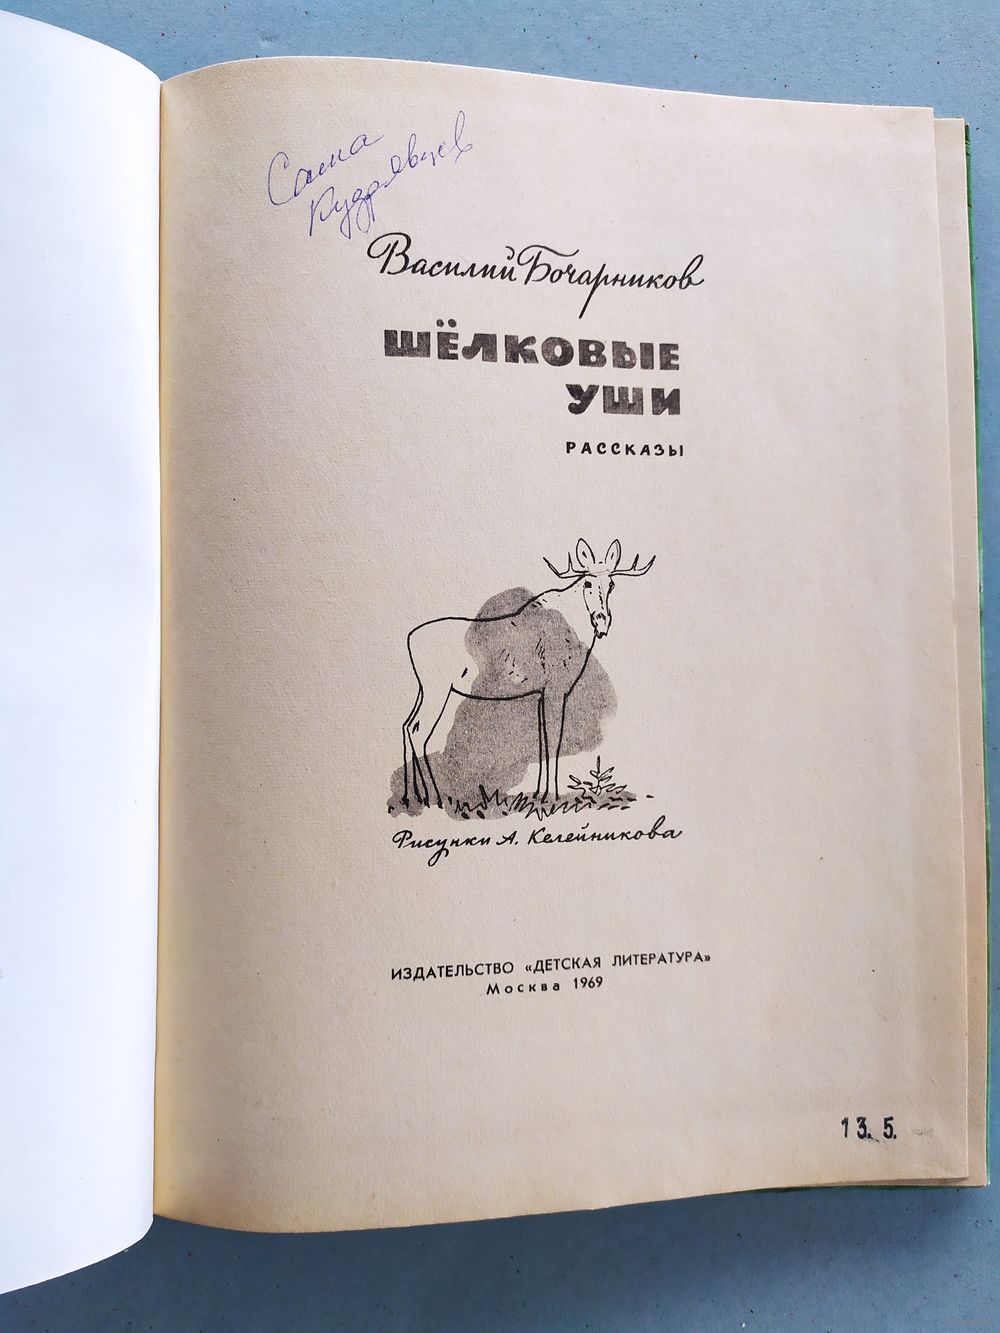 Саша
Кудрявцев
Василий Бочарников
ШЁЛКОВЫЕ
УШИ
РАССКАЗЫ
Рисунки А. Келейникова
ИЗДАТЕЛЬСТВО «ДЕТСКАЯ ЛИТЕРАТУРА»
Москва 1969
13. 5.